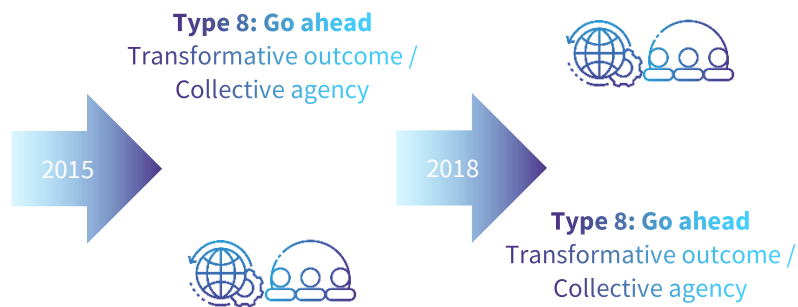 Type 8: Go ahead
Transformative outcome /
Collective agency
2015
2018
Type 8: Go ahead
Transformative outcome /
Collective agency